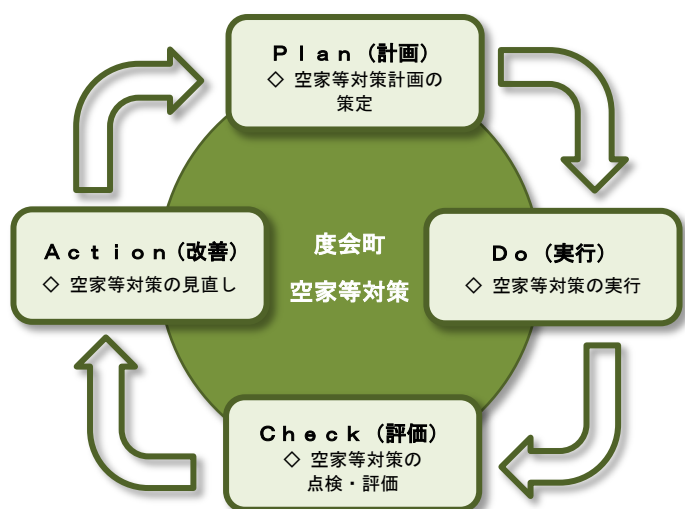 Plan(計画)
◇ 空家等対策計画の
策定
Action(改善)
◇ 空家等対策の見直し
度会町
空家等対策
Do(実行)
◇ 空家等対策の実行
Check(評価)
◇ 空家等対策の
点検・評価